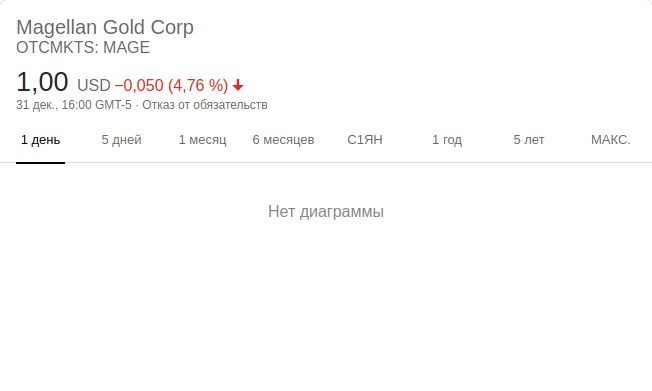 Magellan Gold Corp
OTCMKTS: MAGE
1,00 USD −0,050 (4,76 %)
31 дек., 16:00 GMT-5 · Отказ от обязательств
1 день 5 дней 1 месяц 6 месяцев С1ЯН 1 год 5 лет МАКС.
Нет диаграммы